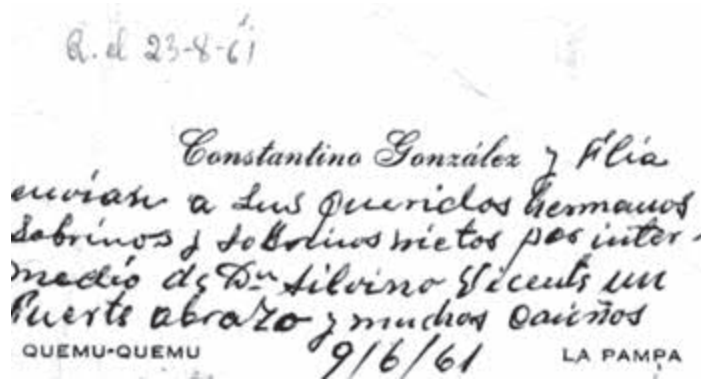 R. el 23-8-61
Constantino González y Flia
envían a sus queridos hermanos
sobrinos y sobrinos nietos por inter-
medio de Dn Silvino Vicente un
fuerte abrazo y muchos cariños
QUEMU-QUEMU 9/6/61 LA PAMPA